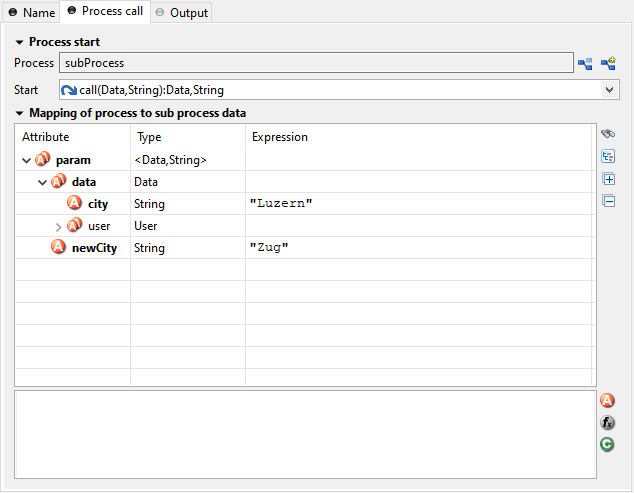 Name Process call Output
Process start
Process subProcess
Start call(Data,String):Data,String
Mapping of process to sub process data
Attribute Type Expression
param <Data,String>
data Data
city String "Luzern"
user User
newCity String "Zug"
A
fx
C